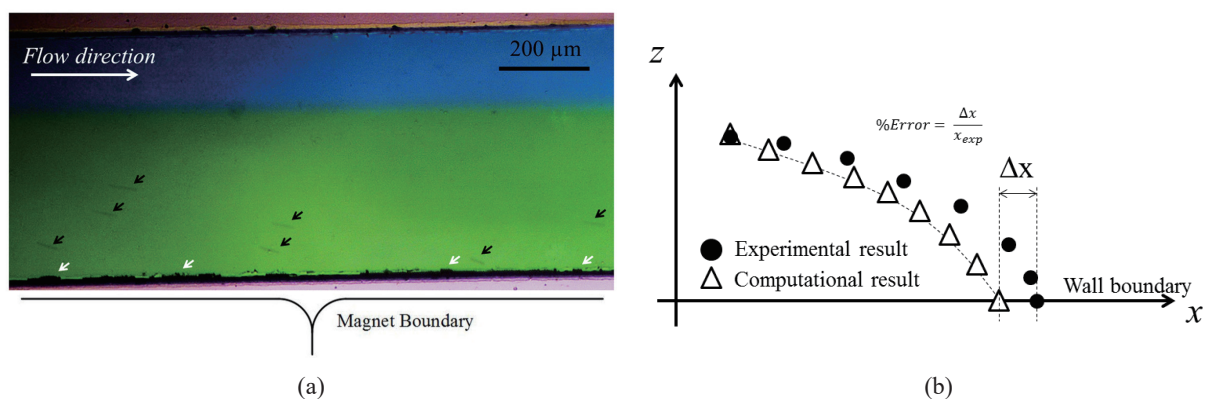 Flow direction
200 µm
Magnet Boundary
(a)
z
%Error = Δx / x_exp
Δx
Experimental result
Computational result
Wall boundary
x
(b)